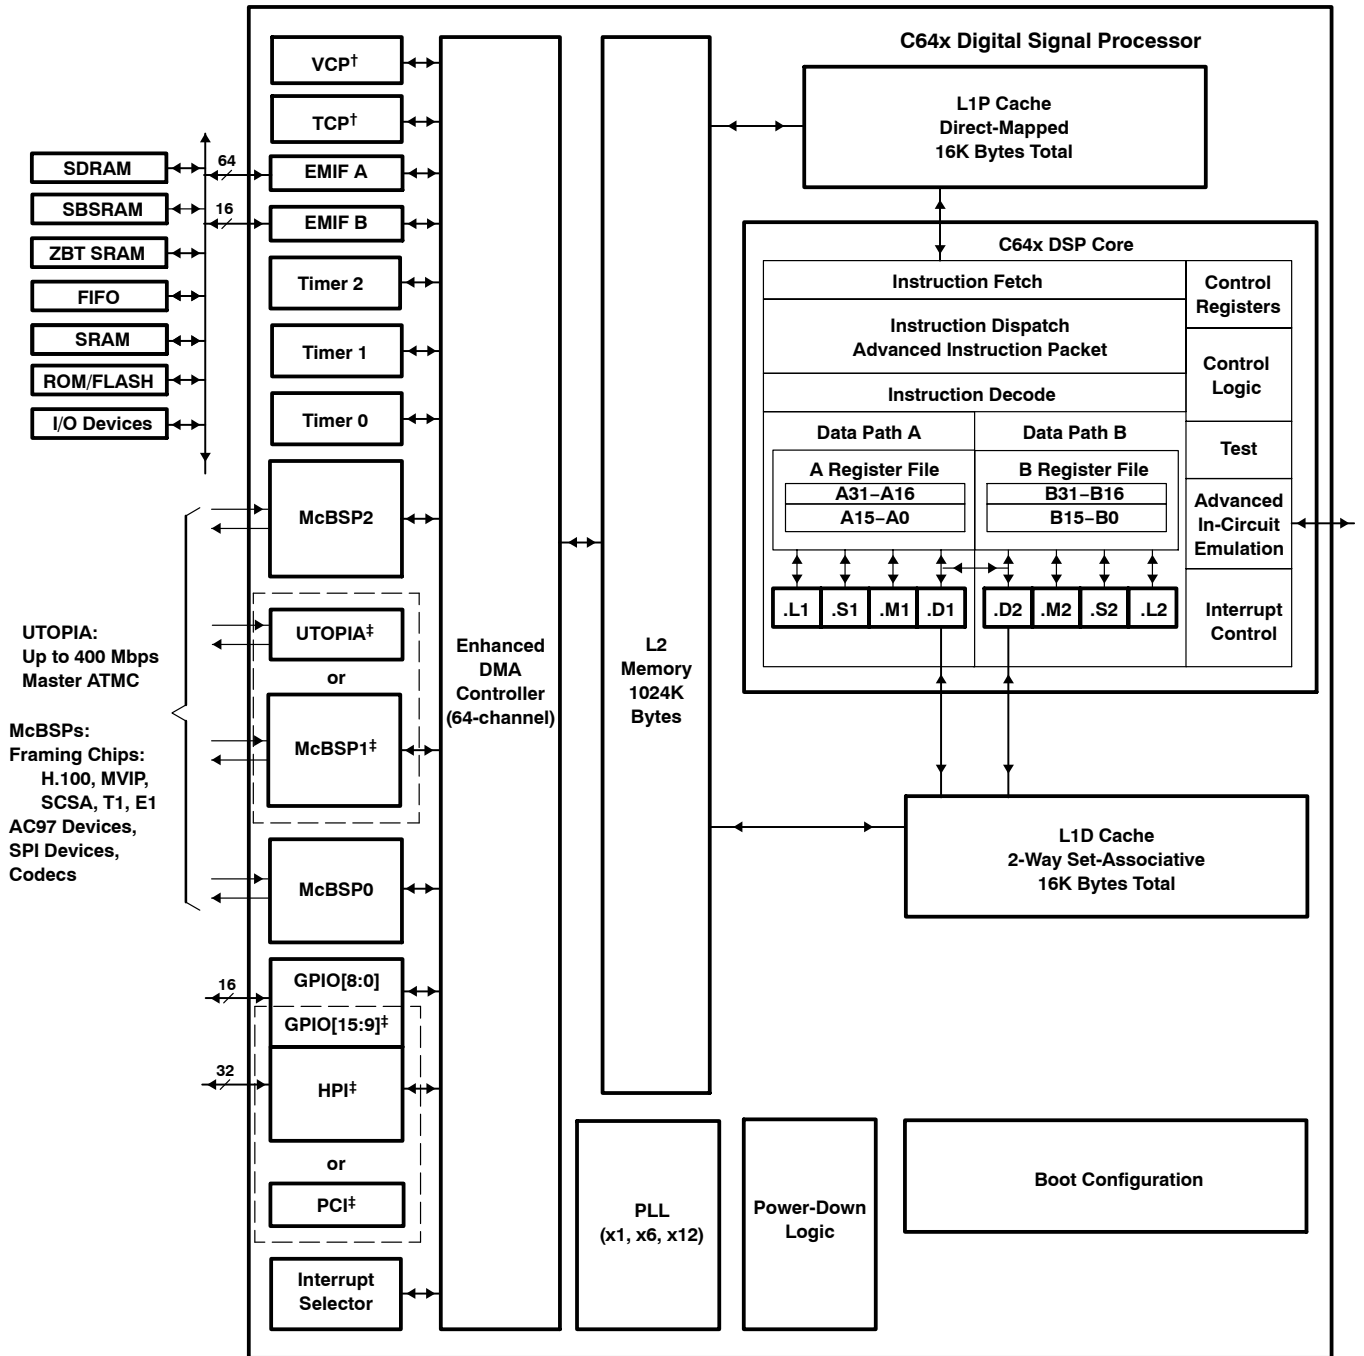 C64x Digital Signal Processor
VCP†
TCP†
EMIF A
EMIF B
Timer 2
Timer 1
Timer 0
McBSP2
UTOPIA‡
or
McBSP1‡
McBSP0
GPIO[8:0]
GPIO[15:9]‡
HPI‡
or
PCI‡
Interrupt
Selector
64
16
16
32
SDRAM
SBSRAM
ZBT SRAM
FIFO
SRAM
ROM/FLASH
I/O Devices
UTOPIA:
Up to 400 Mbps
Master ATMC
McBSPs:
Framing Chips:
H.100, MVIP,
SCSA, T1, E1
AC97 Devices,
SPI Devices,
Codecs
Enhanced
DMA
Controller
(64-channel)
L2
Memory
1024K
Bytes
L1P Cache
Direct-Mapped
16K Bytes Total
C64x DSP Core
Instruction Fetch
Instruction Dispatch
Advanced Instruction Packet
Instruction Decode
Data Path A
Data Path B
A Register File
A31–A16
A15–A0
B Register File
B31–B16
B15–B0
.L1
.S1
.M1
.D1
.D2
.M2
.S2
.L2
Control
Registers
Control
Logic
Test
Advanced
In-Circuit
Emulation
Interrupt
Control
L1D Cache
2-Way Set-Associative
16K Bytes Total
PLL
(x1, x6, x12)
Power-Down
Logic
Boot Configuration